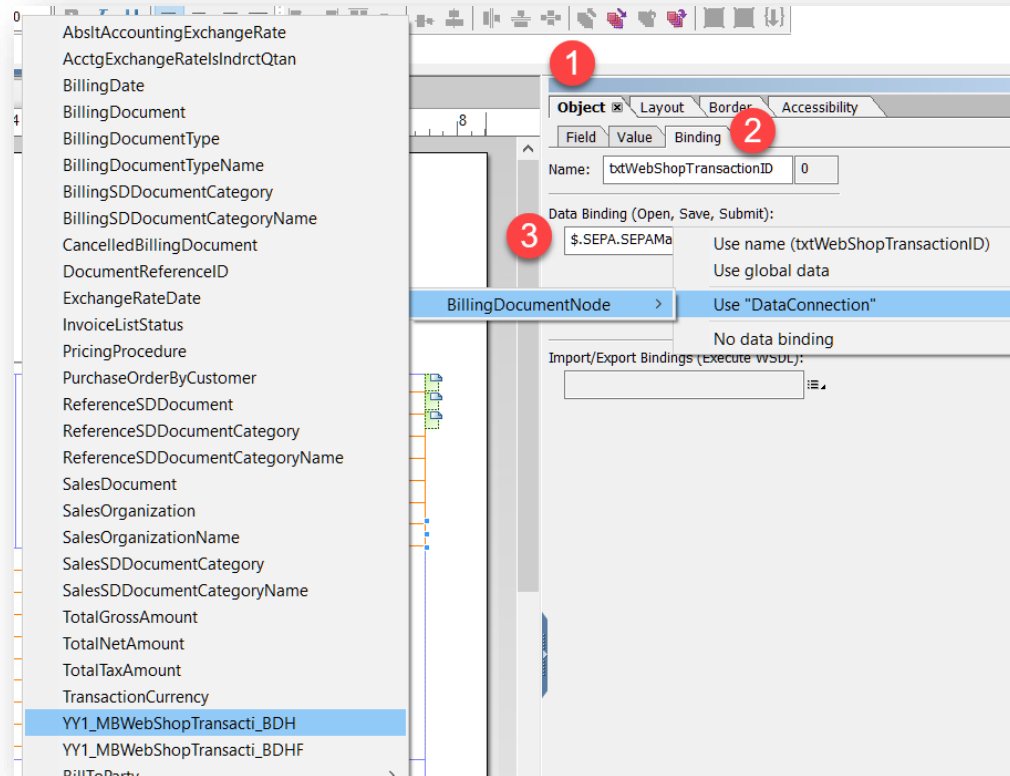 0
AbsltAccountingExchangeRate
AcctgExchangeRateIsIndrctQtan
BillingDate
BillingDocument
BillingDocumentType
BillingDocumentTypeName
BillingSDDocumentCategory
BillingSDDocumentCategoryName
CancelledBillingDocument
DocumentReferenceID
ExchangeRateDate
InvoiceListStatus
PricingProcedure
PurchaseOrderByCustomer
ReferenceSDDocument
ReferenceSDDocumentCategory
ReferenceSDDocumentCategoryName
SalesDocument
SalesOrganization
SalesOrganizationName
SalesSDDocumentCategory
SalesSDDocumentCategoryName
TotalGrossAmount
TotalNetAmount
TotalTaxAmount
TransactionCurrency
YY1_MBWebShopTransacti_BDH
YY1_MBWebShopTransacti_BDHF
BillToParty
4
8
BillingDocumentNode
1
Object Layout Border Accessibility
Field Value Binding
2
Name: txtWebShopTransactionID 0
Data Binding (Open, Save, Submit):
3
$.SEPA.SEPAMa
Use name (txtWebShopTransactionID)
Use global data
Use "DataConnection"
No data binding
Import/Export Bindings (Execute WSDL):